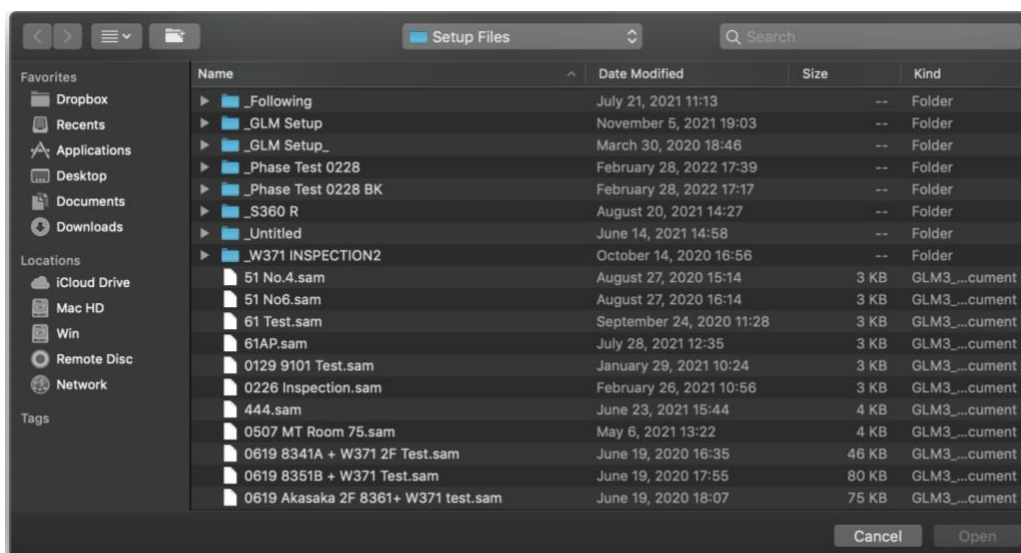 Setup Files
Search
Favorites
Dropbox
Recents
Applications
Desktop
Documents
Downloads
Locations
iCloud Drive
Mac HD
Win
Remote Disc
Network
Tags
Name Date Modified Size Kind
_Following July 21, 2021 11:13 -- Folder
_GLM Setup November 5, 2021 19:03 -- Folder
_GLM Setup_ March 30, 2020 18:46 -- Folder
_Phase Test 0228 February 28, 2022 17:39 -- Folder
_Phase Test 0228 BK February 28, 2022 17:17 -- Folder
_S360 R August 20, 2021 14:27 -- Folder
_Untitled June 14, 2021 14:58 -- Folder
_W371 INSPECTION2 October 14, 2020 16:56 -- Folder
51 No.4.sam August 27, 2020 15:14 3 KB GLM3_...cument
51 No6.sam August 27, 2020 16:14 3 KB GLM3_...cument
61 Test.sam September 24, 2020 11:28 3 KB GLM3_...cument
61AP.sam July 28, 2021 12:35 3 KB GLM3_...cument
0129 9101 Test.sam January 29, 2021 10:24 3 KB GLM3_...cument
0226 Inspection.sam February 26, 2021 10:56 3 KB GLM3_...cument
444.sam June 23, 2021 15:44 4 KB GLM3_...cument
0507 MT Room 75.sam May 6, 2021 13:22 4 KB GLM3_...cument
0619 8341A + W371 2F Test.sam June 19, 2020 16:35 46 KB GLM3_...cument
0619 8351B + W371 Test.sam June 19, 2020 17:55 80 KB GLM3_...cument
0619 Akasaka 2F 8361+ W371 test.sam June 19, 2020 18:07 75 KB GLM3_...cument
Cancel Open